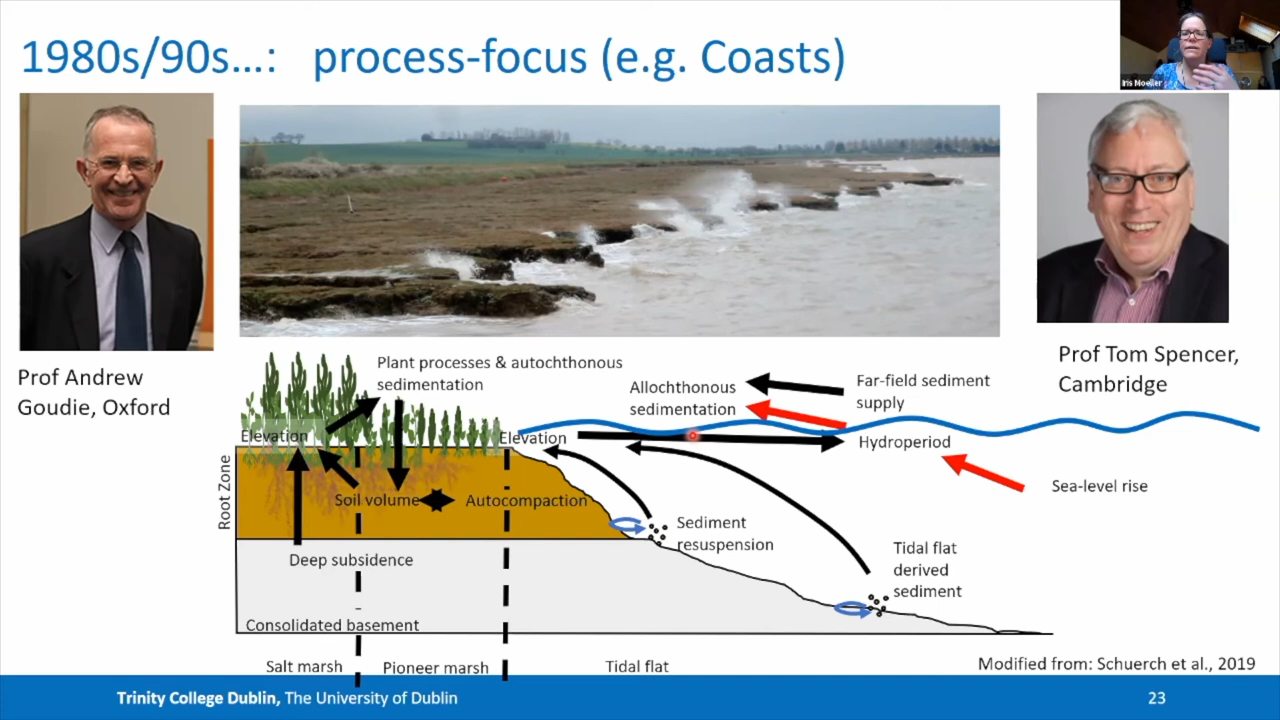 1980s/90s…: process-focus (e.g. Coasts)
Iris Moeller
Prof Andrew
Goudie, Oxford
Prof Tom Spencer,
Cambridge
Plant processes & autochthonous
sedimentation
Allochthonous
sedimentation
Far-field sediment
supply
Elevation
Elevation
Hydroperiod
Sea-level rise
Root Zone
Soil volume
Autocompaction
Sediment
resuspension
Deep subsidence
Tidal flat
derived
sediment
Consolidated basement
Salt marsh
Pioneer marsh
Tidal flat
Modified from: Schuerch et al., 2019
Trinity College Dublin, The University of Dublin
23